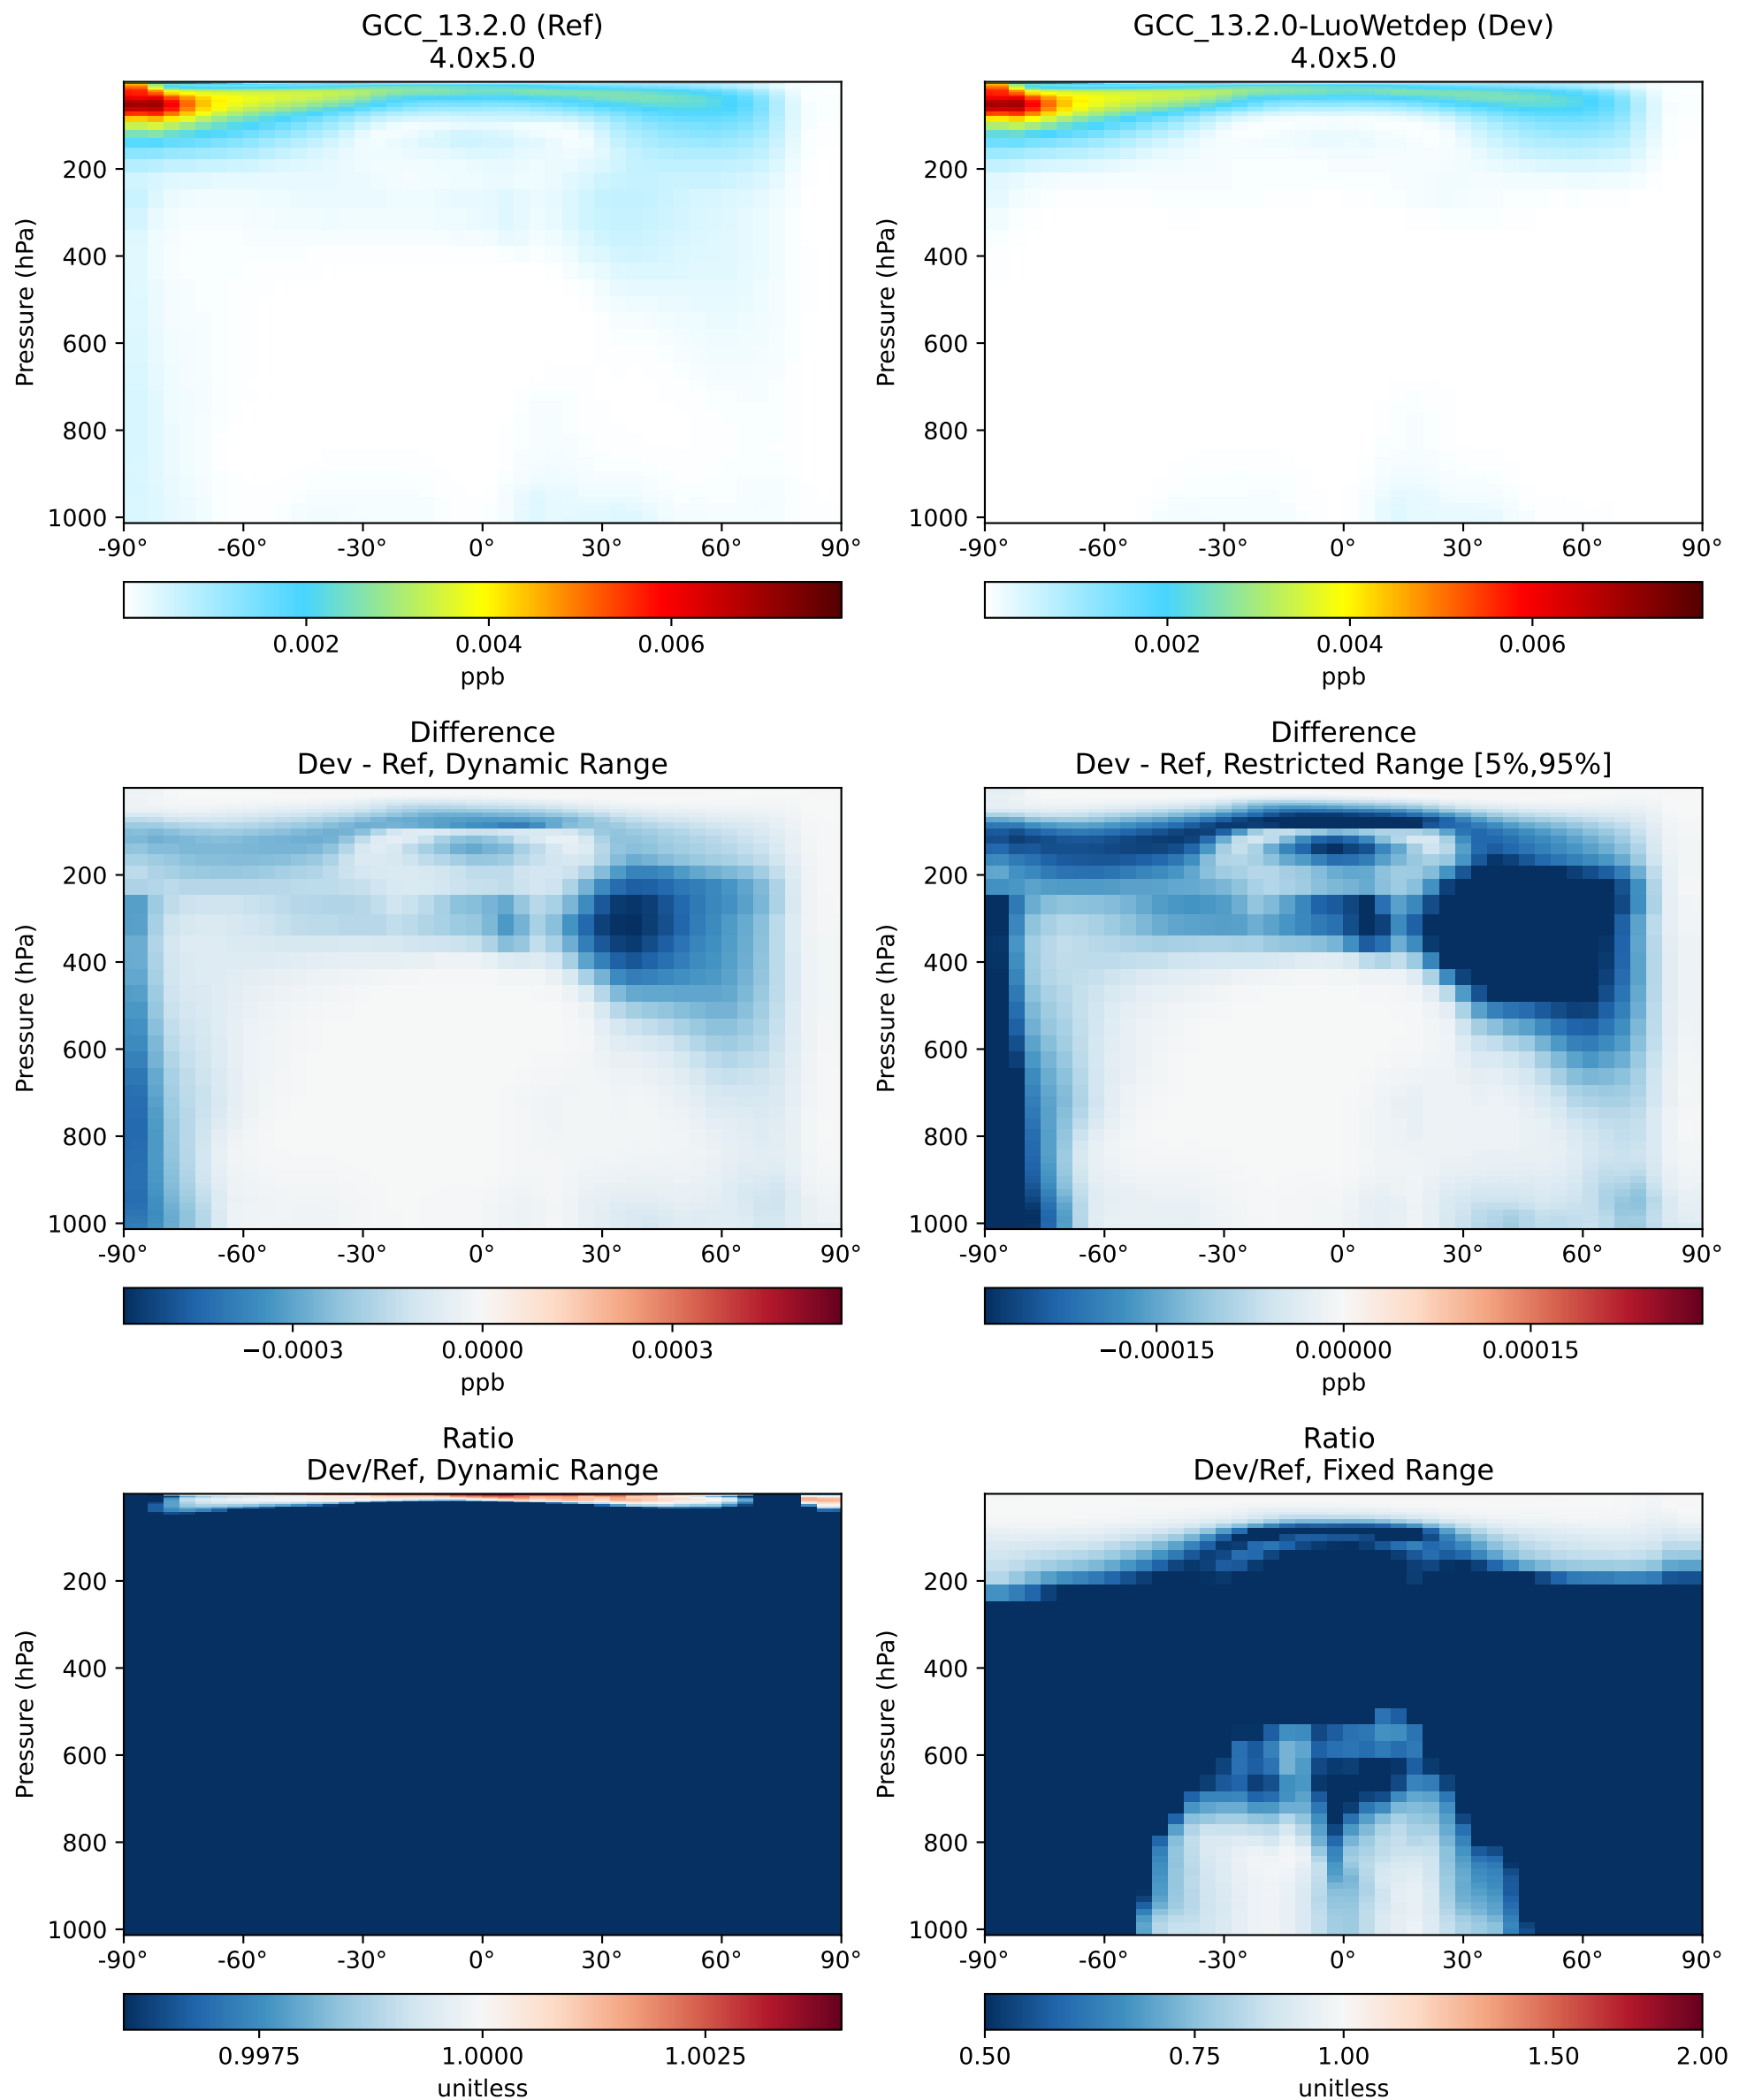 GCC_13.2.0 (Ref)
4.0x5.0
Pressure (hPa)
200
400
600
800
1000
-90° -60° -30° 0° 30° 60° 90°
0.002 0.004 0.006
ppb
GCC_13.2.0-LuoWetdep (Dev)
4.0x5.0
Pressure (hPa)
200
400
600
800
1000
-90° -60° -30° 0° 30° 60° 90°
0.002 0.004 0.006
ppb
Difference
Dev - Ref, Dynamic Range
Pressure (hPa)
200
400
600
800
1000
-90° -60° -30° 0° 30° 60° 90°
−0.0003 0.0000 0.0003
ppb
Difference
Dev - Ref, Restricted Range [5%,95%]
Pressure (hPa)
200
400
600
800
1000
-90° -60° -30° 0° 30° 60° 90°
−0.00015 0.00000 0.00015
ppb
Ratio
Dev/Ref, Dynamic Range
Pressure (hPa)
200
400
600
800
1000
-90° -60° -30° 0° 30° 60° 90°
0.9975 1.0000 1.0025
unitless
Ratio
Dev/Ref, Fixed Range
Pressure (hPa)
200
400
600
800
1000
-90° -60° -30° 0° 30° 60° 90°
0.50 0.75 1.00 1.50 2.00
unitless